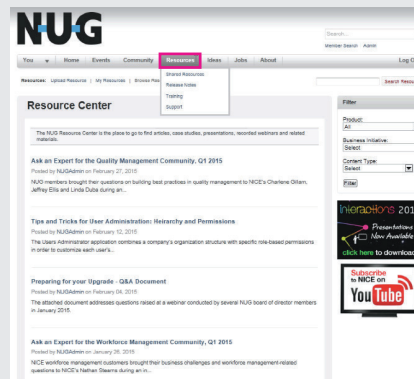 NUG
Search...
Member Search Admin
You Home Events Community Resources Ideas Jobs About Log O
Resources: Upload Resource | My Resources | Browse Res
Search Resou
Shared Resources
Release Notes
Training
Support
Resource Center
The NUG Resource Center is the place to go to find articles, case studies, presentations, recorded webinars and related
materials.
Ask an Expert for the Quality Management Community, Q1 2015
Posted by NUGAdmin on February 27, 2015
NUG members brought their questions on building best practices in quality management to NICE's Charlene Gillam,
Jeffrey Ellis and Linda Dube during an...
Tips and Tricks for User Administration: Heirarchy and Permissions
Posted by NUGAdmin on February 12, 2015
The Users Administrator application combines a company's organization structure with specific role-based permissions
in order to customize each user's...
Preparing for your Upgrade - Q&A Document
Posted by NUGAdmin on February 04, 2015
The attached document addresses questions raised at a webinar conducted by several NUG board of director members
in January 2015.
Ask an Expert for the Workforce Management Community, Q1 2015
Posted by NUGAdmin on January 28, 2015
NICE workforce management customers brought their business challenges and workforce management-related
questions to NICE's Nathan Stearns during an in...
Filter
Product:
All
Business Initiative:
Select
Content Type:
Select
Filter
interactions 201
Presentations
Now Available
click here to download
Subscribe
to NICE on
YouTube